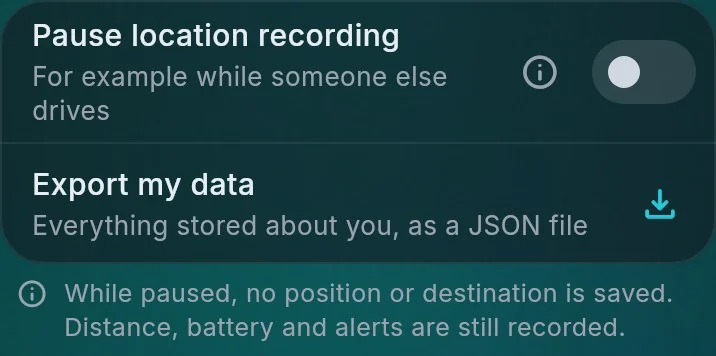 Pause location recording
For example while someone else
drives
Export my data
Everything stored about you, as a JSON file
While paused, no position or destination is saved.
Distance, battery and alerts are still recorded.